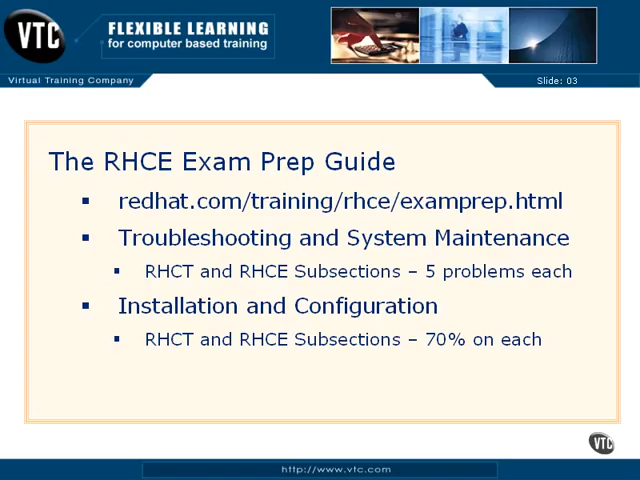 VTC
FLEXIBLE LEARNING
for computer based training
Virtual Training Company
Slide: 03
The RHCE Exam Prep Guide
redhat.com/training/rhce/examprep.html
Troubleshooting and System Maintenance
RHCT and RHCE Subsections – 5 problems each
Installation and Configuration
RHCT and RHCE Subsections – 70% on each
VTC
http://www.vtc.com